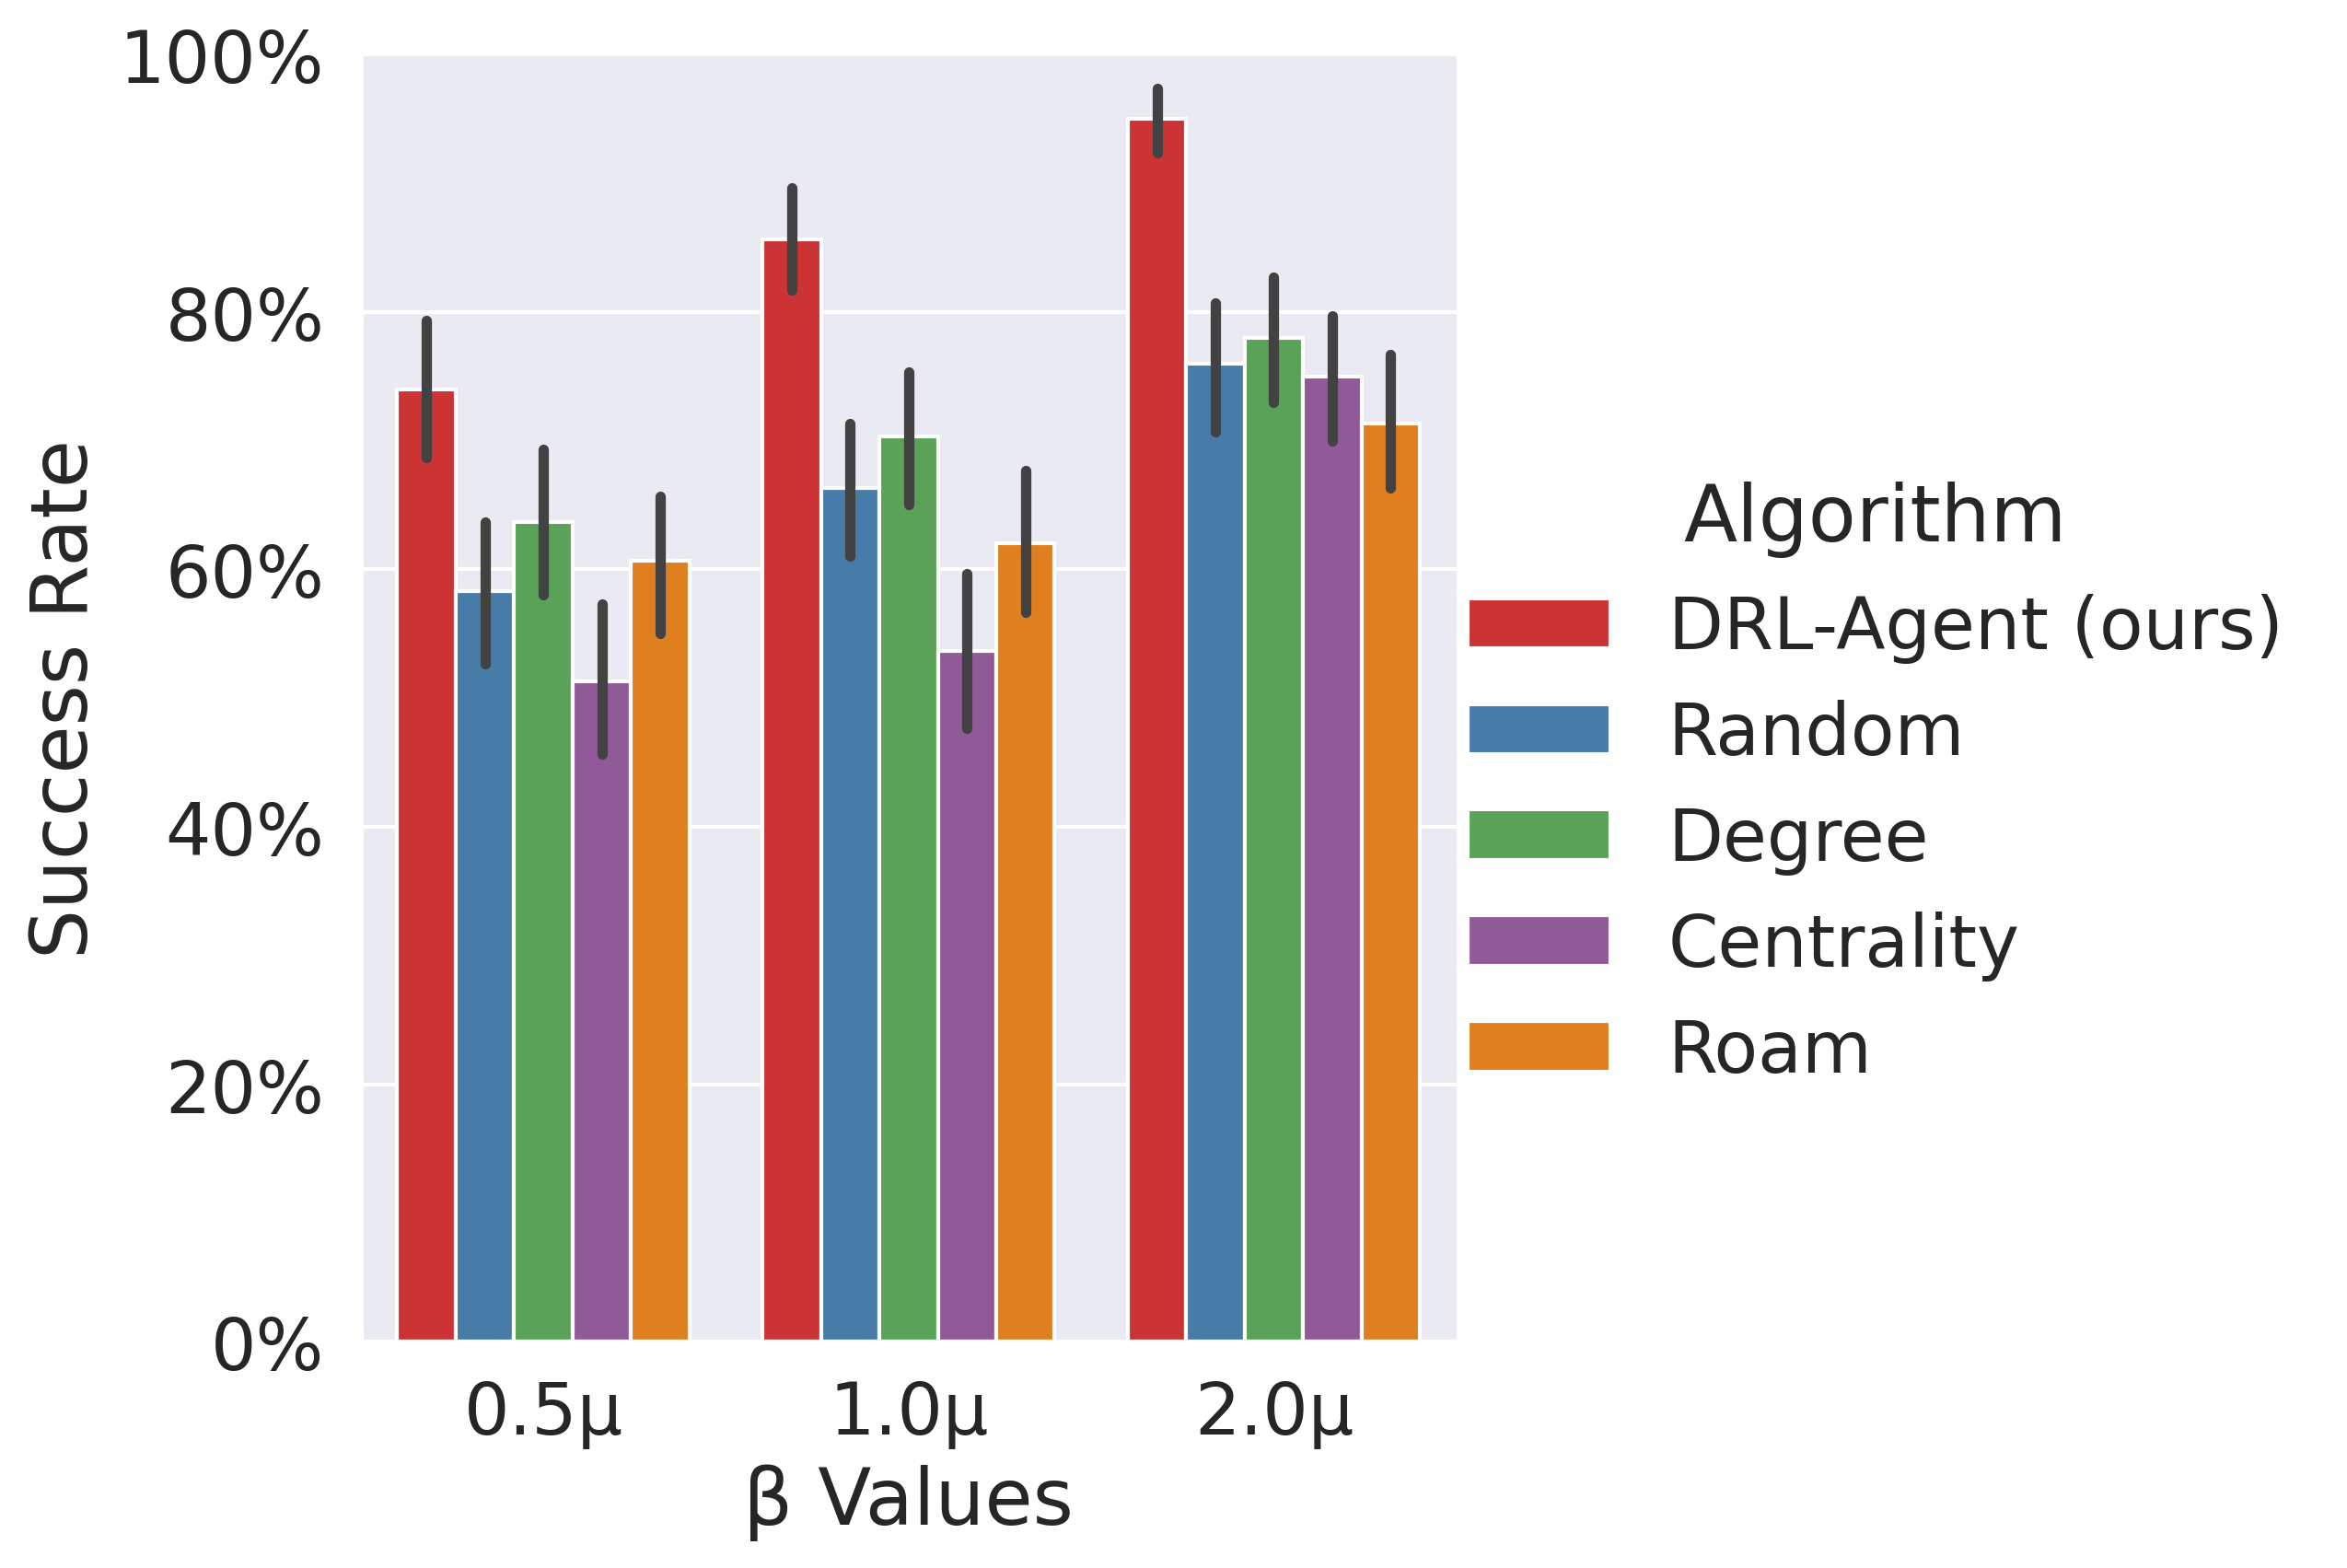 100%
80%
60%
40%
20%
0%
Success Rate
0.5µ 1.0µ 2.0µ
β Values
Algorithm
DRL-Agent (ours)
Random
Degree
Centrality
Roam